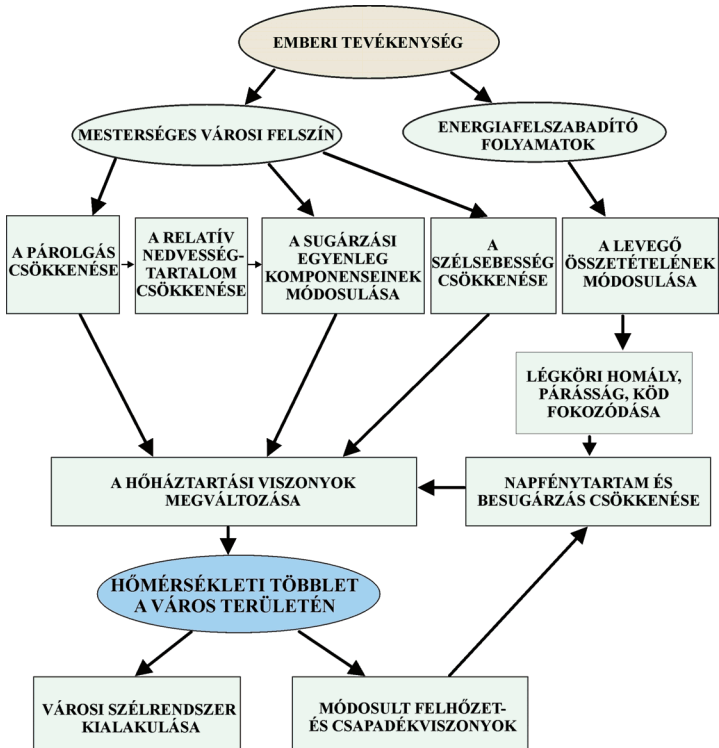 EMBERI TEVÉKENYSÉG
MESTERSÉGES VÁROSI FELSZÍN
ENERGIAFELSZABADÍTÓ
FOLYAMATOK
A PÁROLGÁS
CSÖKKENÉSE
A RELATÍV
NEDVESSÉG-
TARTALOM
CSÖKKENÉSE
A SUGÁRZÁSI
EGYENLEG
KOMPONENSEINEK
MÓDOSULÁSA
A
SZÉLSEBESSÉG
CSÖKKENÉSE
A LEVEGŐ
ÖSSZETÉTELÉNEK
MÓDOSULÁSA
LÉGKÖRI HOMÁLY,
PÁRÁSSÁG, KÖD
FOKOZÓDÁSA
A HŐHÁZTARTÁSI VISZONYOK
MEGVÁLTOZÁSA
NAPFÉNYTARTAM ÉS
BESUGÁRZÁS CSÖKKENÉSE
HŐMÉRSÉKLETI TÖBBLET
A VÁROS TERÜLETÉN
VÁROSI SZÉLRENDSZER
KIALAKULÁSA
MÓDOSULT FELHŐZET-
ÉS CSAPADÉKVISZONYOK